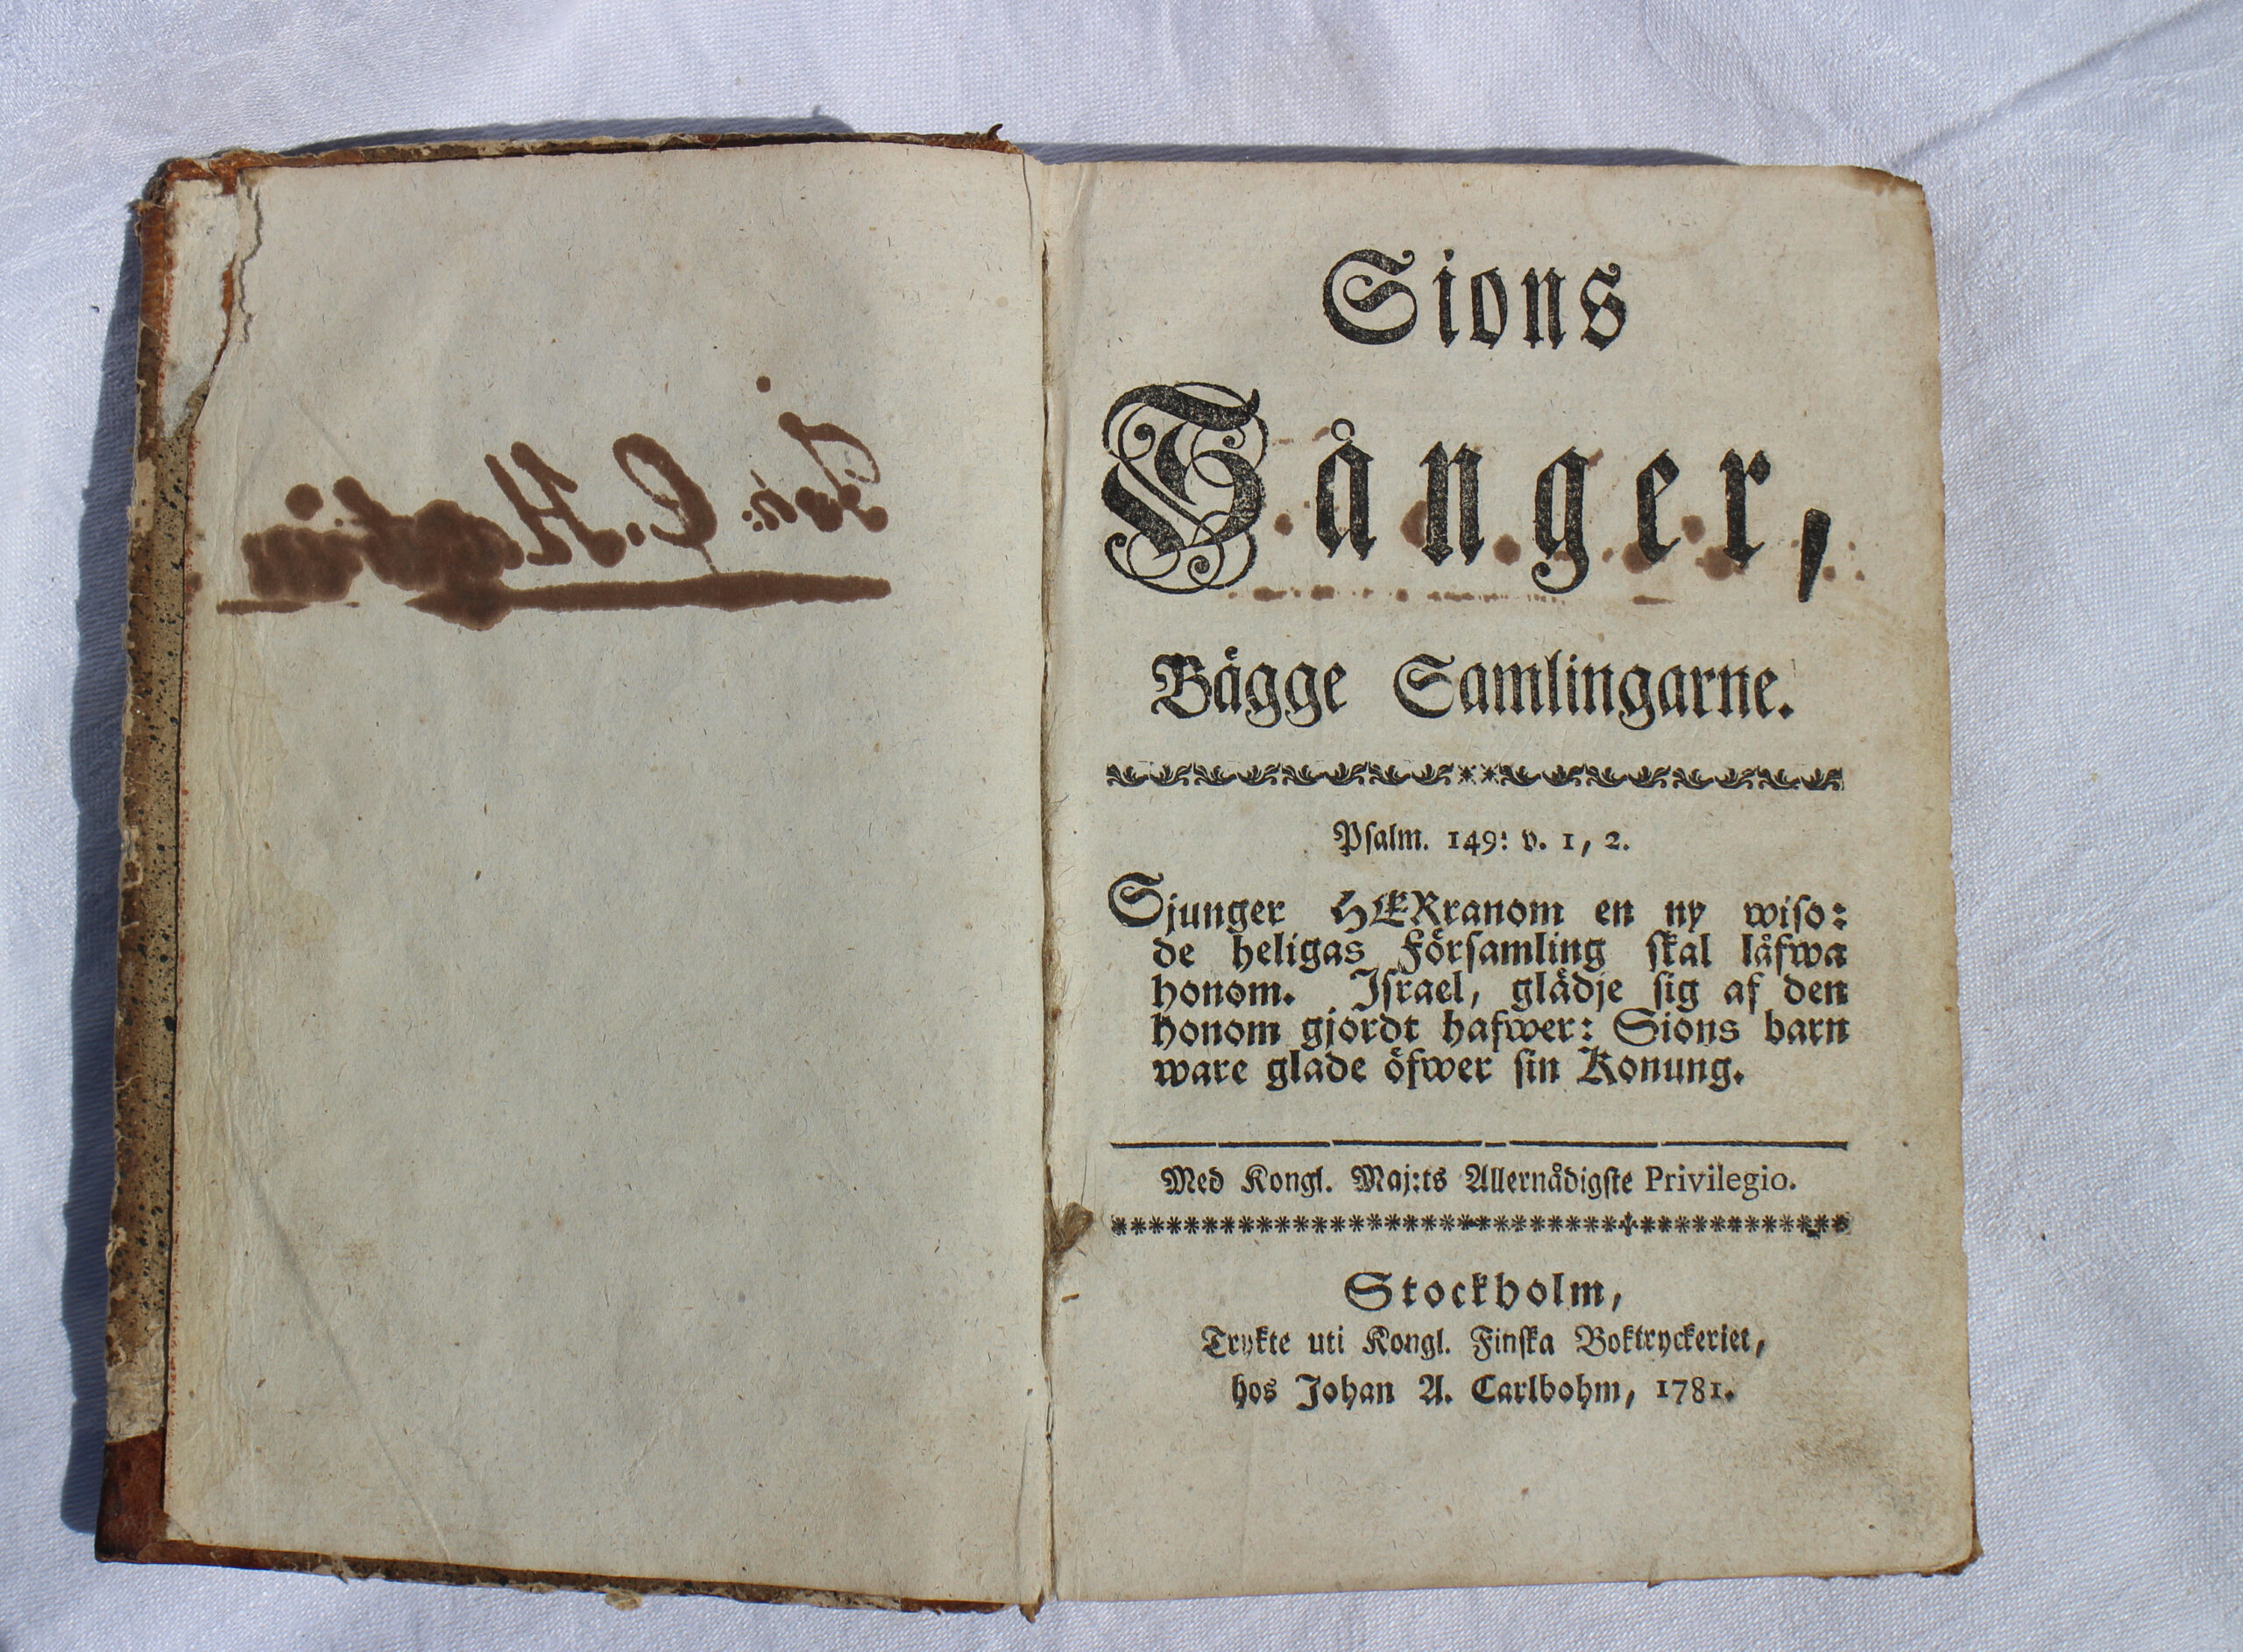 C. H
Sions
Sånger,
Bägge Samlingarne.
Psalm. 149: v. 1, 2.
Sjunger HERranom en ny wiso:
de heligas Församling skal låfwa
honom. Israel, glädje sig af den
honom gjordt hafwer: Sions barn
ware glade öfwer sin Konung.
Med Kongl. Maj:ts Allernådigste Privilegio.
Stockholm,
Trykte uti Kongl. Finska Boktryckeriet,
hos Johan A. Carlbohm, 1781.